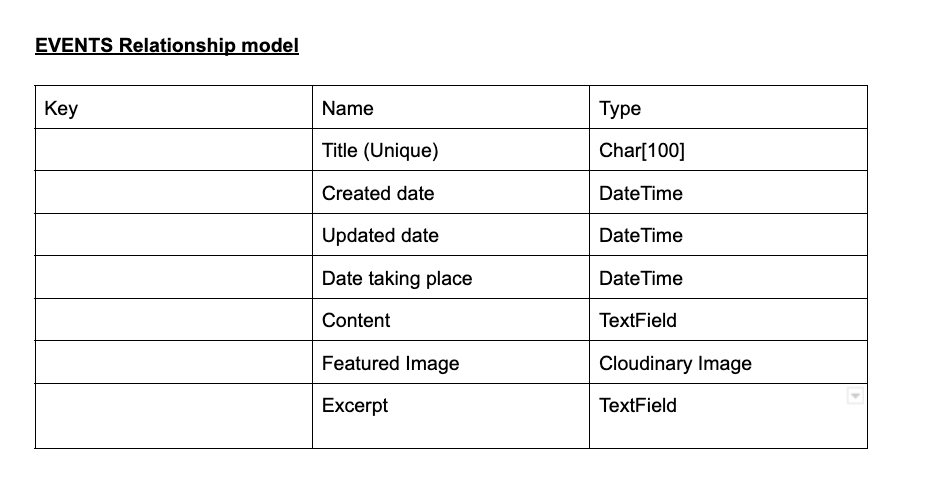 EVENTS Relationship model
Key Name Type
Title (Unique) Char[100]
Created date DateTime
Updated date DateTime
Date taking place DateTime
Content TextField
Featured Image Cloudinary Image
Excerpt TextField